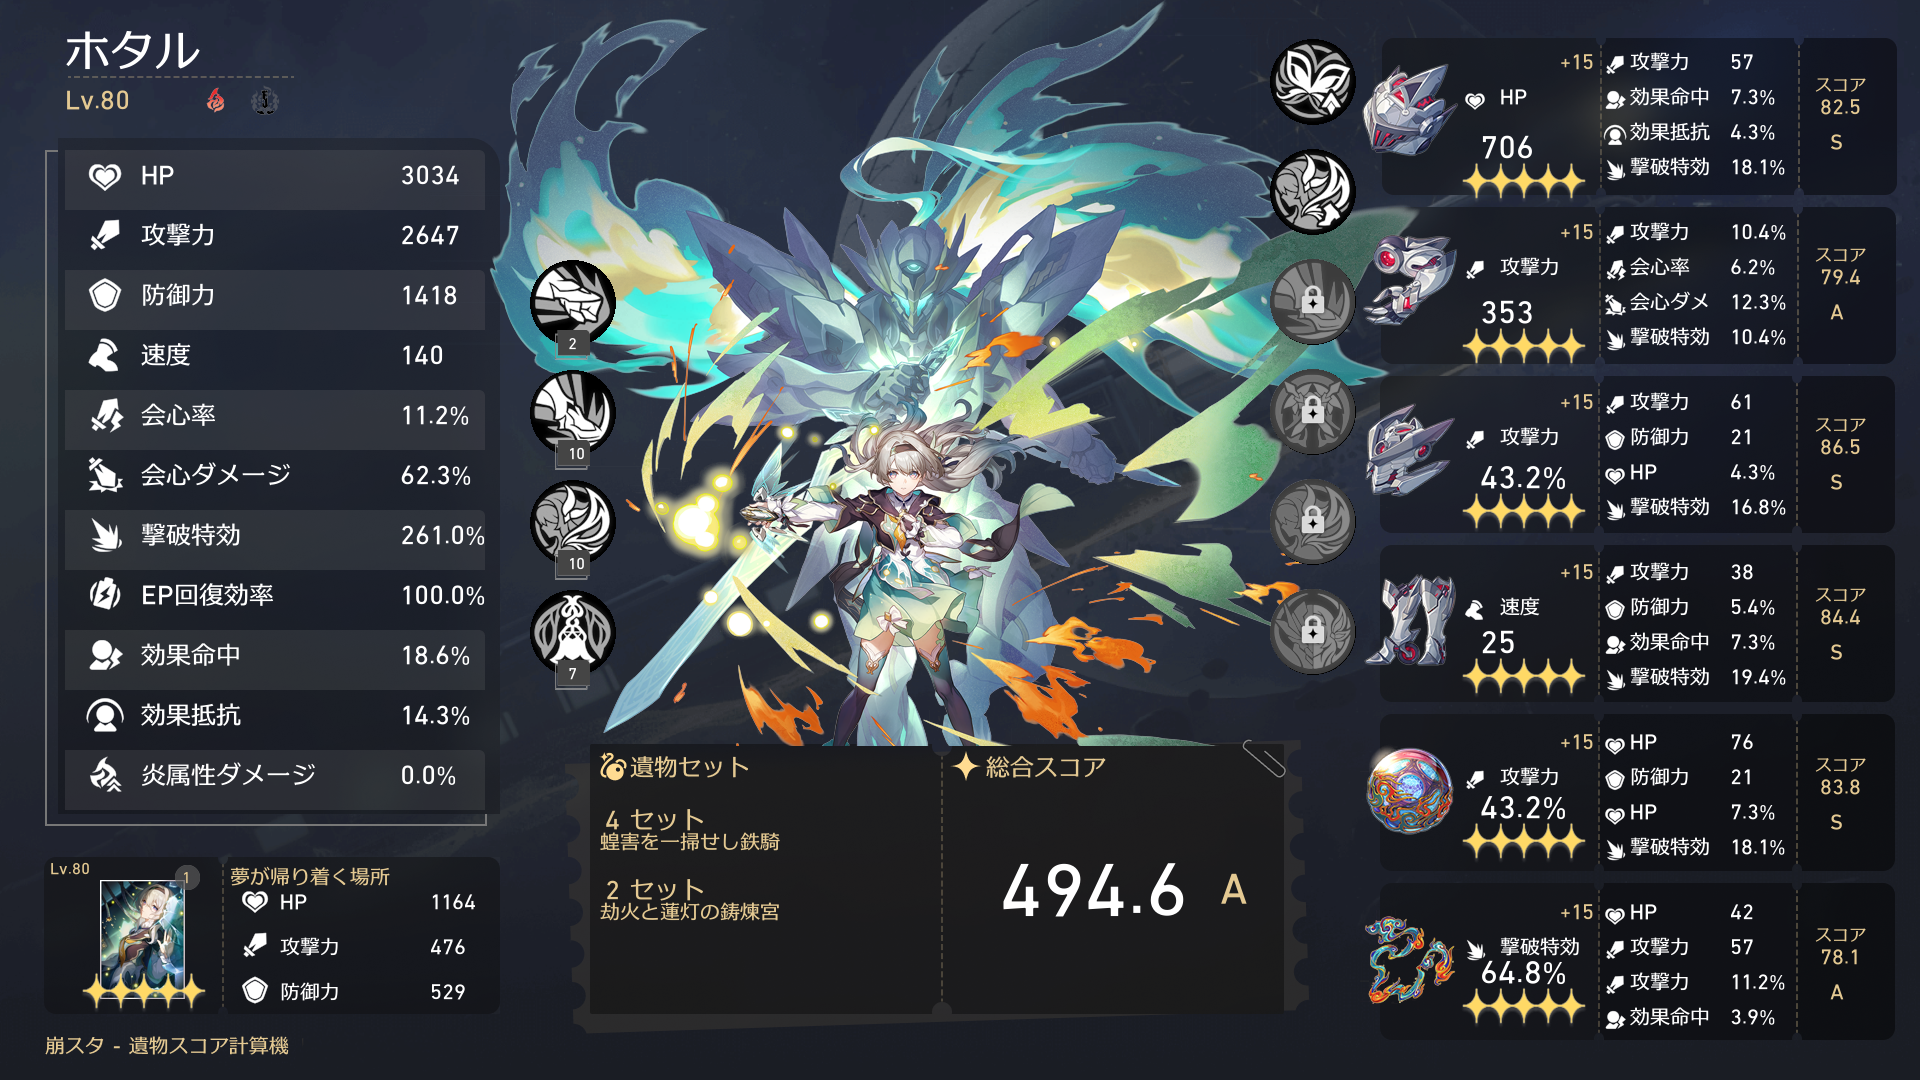 ホタル
Lv.80
HP 3034
攻撃力 2647
防御力 1418
速度 140
会心率 11.2%
会心ダメージ 62.3%
撃破特効 261.0%
EP回復効率 100.0%
効果命中 18.6%
効果抵抗 14.3%
炎属性ダメージ 0.0%
Lv.80
1
夢が帰り着く場所
HP 1164
攻撃力 476
防御力 529
崩スタ - 遺物スコア計算機
2
10
10
7
遺物セット
4 セット
蝗害を一掃せし鉄騎
2 セット
劫火と蓮灯の鋳煉宮
総合スコア
494.6 A
+15
HP
706
攻撃力 57
効果命中 7.3%
効果抵抗 4.3%
撃破特効 18.1%
スコア
82.5
S
+15
攻撃力
353
攻撃力 10.4%
会心率 6.2%
会心ダメ 12.3%
撃破特効 10.4%
スコア
79.4
A
+15
攻撃力
43.2%
攻撃力 61
防御力 21
HP 4.3%
撃破特効 16.8%
スコア
86.5
S
+15
速度
25
攻撃力 38
防御力 5.4%
効果命中 7.3%
撃破特効 19.4%
スコア
84.4
S
+15
攻撃力
43.2%
HP 76
防御力 21
HP 7.3%
撃破特効 18.1%
スコア
83.8
S
+15
撃破特効
64.8%
HP 42
攻撃力 57
攻撃力 11.2%
効果命中 3.9%
スコア
78.1
A